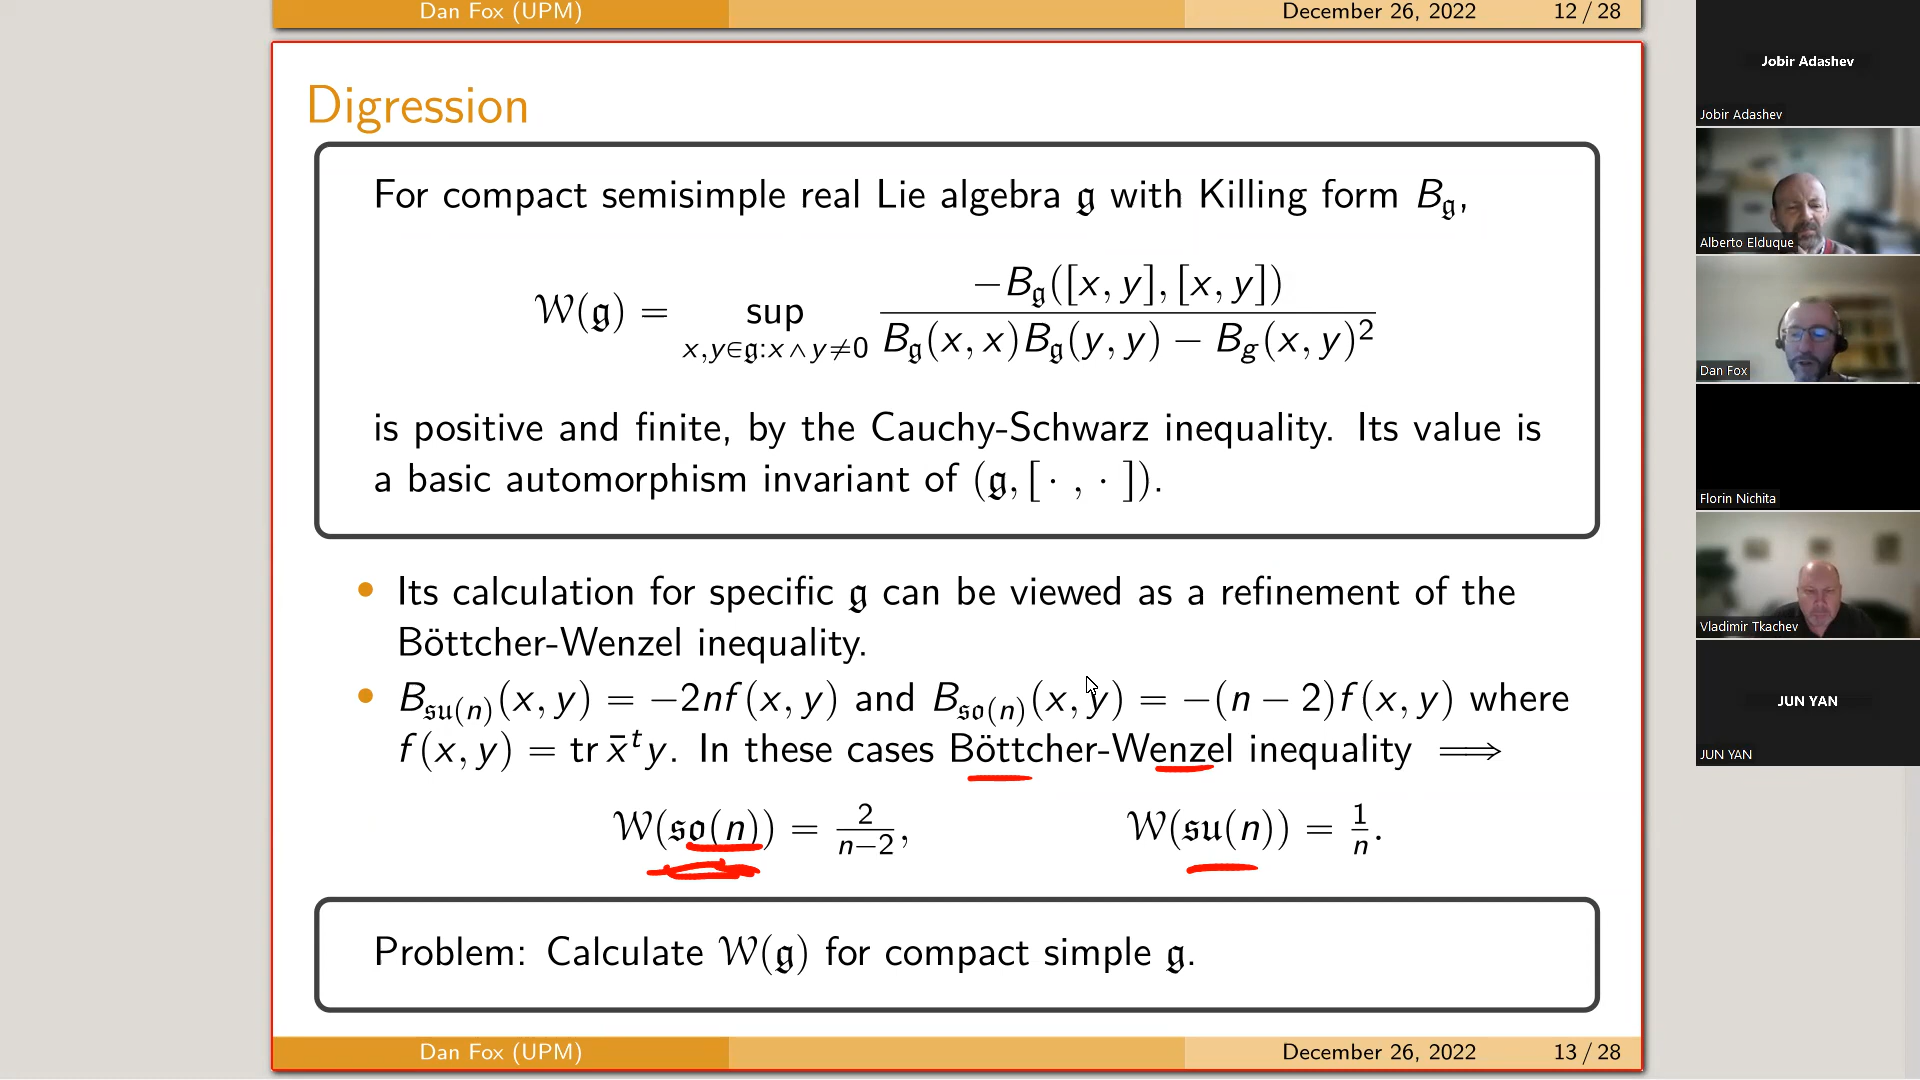 Dan Fox (UPM) December 26, 2022 12 / 28
Digression
For compact semisimple real Lie algebra 𝔤 with Killing form B_𝔤,
𝒲(𝔤) = sup_{x,y∈𝔤:x∧y≠0} −B_𝔤([x, y], [x, y]) / B_𝔤(x, x)B_𝔤(y, y) − B_g(x, y)²
is positive and finite, by the Cauchy-Schwarz inequality. Its value is
a basic automorphism invariant of (𝔤, [ · , · ]).
• Its calculation for specific 𝔤 can be viewed as a refinement of the
Böttcher-Wenzel inequality.
• B_𝔰𝔲(n)(x, y) = −2nf(x, y) and B_𝔰𝔬(n)(x, y) = −(n − 2)f(x, y) where
f(x, y) = tr x̄ᵗy. In these cases Böttcher-Wenzel inequality ⟹
𝒲(𝔰𝔬(n)) = 2/(n−2), 𝒲(𝔰𝔲(n)) = 1/n.
Problem: Calculate 𝒲(𝔤) for compact simple 𝔤.
Dan Fox (UPM) December 26, 2022 13 / 28
Jobir Adashev
Jobir Adashev
Alberto Elduque
Dan Fox
Florin Nichita
Vladimir Tkachev
JUN YAN
JUN YAN